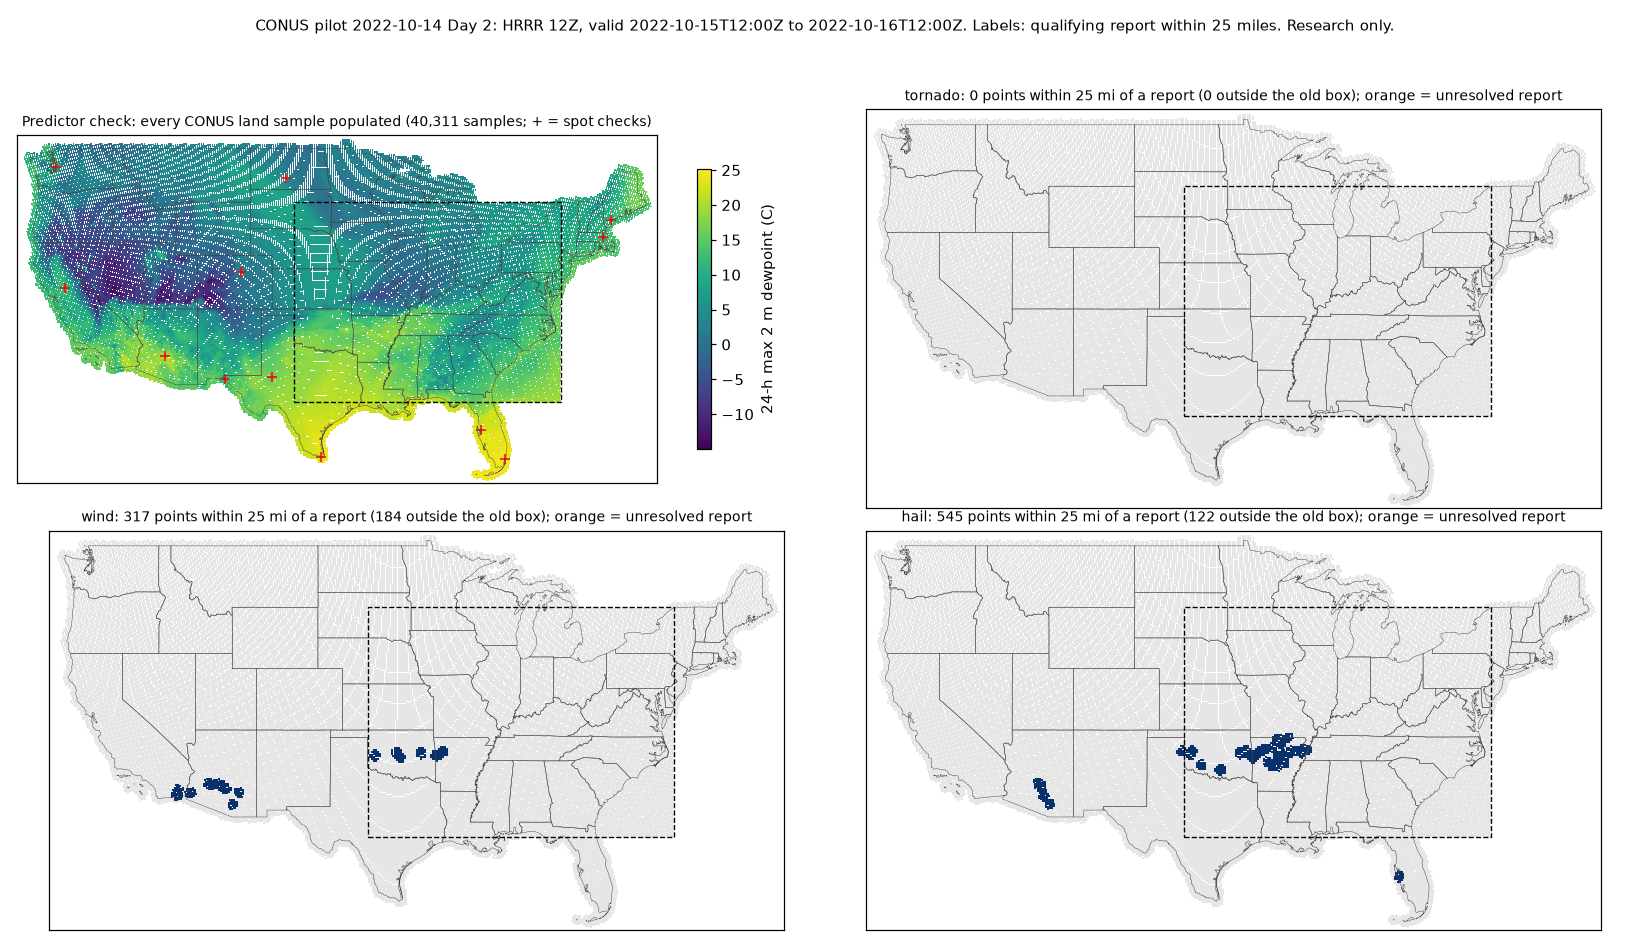 CONUS pilot 2022-10-14 Day 2: HRRR 12Z, valid 2022-10-15T12:00Z to 2022-10-16T12:00Z. Labels: qualifying report within 25 miles. Research only.
Predictor check: every CONUS land sample populated (40,311 samples; + = spot checks)
25
20
15
10
5
0
−5
−10
24-h max 2 m dewpoint (C)
tornado: 0 points within 25 mi of a report (0 outside the old box); orange = unresolved report
wind: 317 points within 25 mi of a report (184 outside the old box); orange = unresolved report
hail: 545 points within 25 mi of a report (122 outside the old box); orange = unresolved report